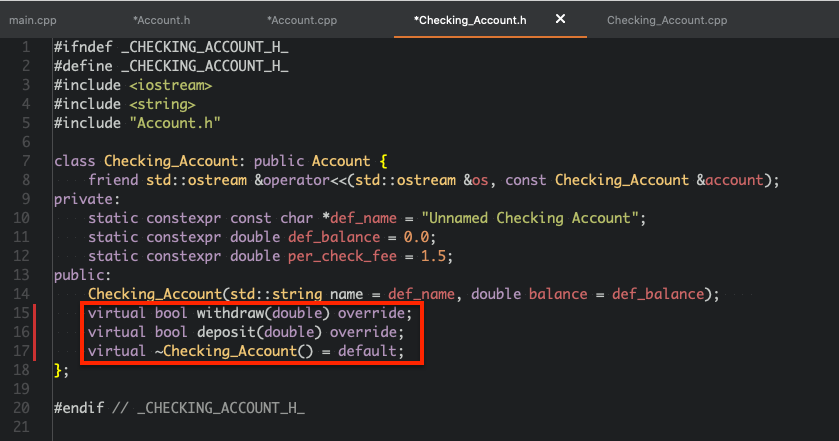 main.cpp *Account.h *Account.cpp *Checking_Account.h ✕ Checking_Account.cpp
1 #ifndef _CHECKING_ACCOUNT_H_
2 #define _CHECKING_ACCOUNT_H_
3 #include <iostream>
4 #include <string>
5 #include "Account.h"
6
7 class Checking_Account: public Account {
8     friend std::ostream &operator<<(std::ostream &os, const Checking_Account &account);
9 private:
10     static constexpr const char *def_name = "Unnamed Checking Account";
11     static constexpr double def_balance = 0.0;
12     static constexpr double per_check_fee = 1.5;
13 public:
14     Checking_Account(std::string name = def_name, double balance = def_balance);
15     virtual bool withdraw(double) override;
16     virtual bool deposit(double) override;
17     virtual ~Checking_Account() = default;
18 };
19
20 #endif // _CHECKING_ACCOUNT_H_
21